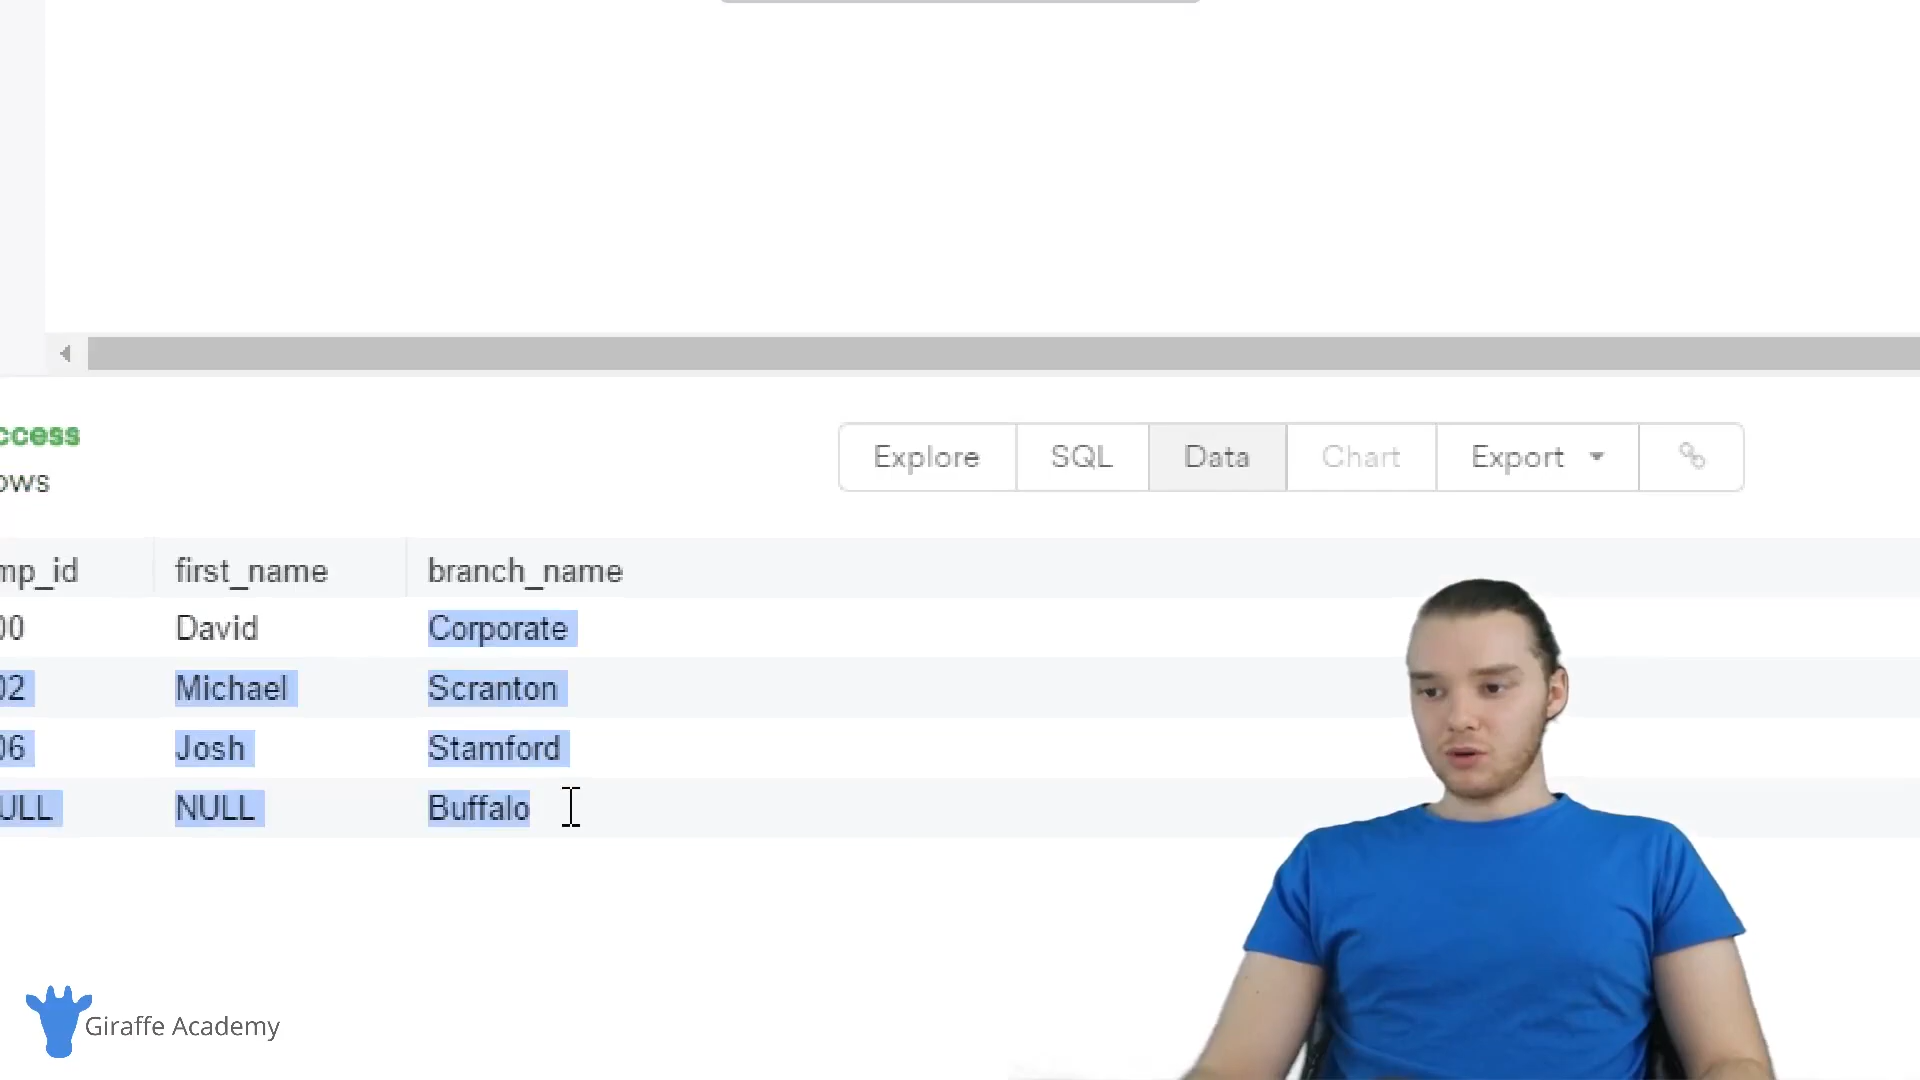 ccess
Explore SQL Data Chart Export
ows
mp_id first_name branch_name
00 David Corporate
02 Michael Scranton
06 Josh Stamford
ULL NULL Buffalo
Giraffe Academy